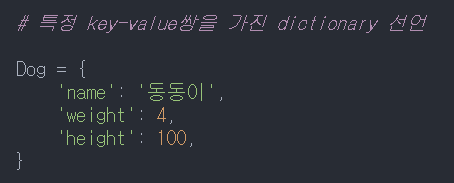 # 특정 key-value쌍을 가진 dictionary 선언
Dog = {
    'name': '동동이',
    'weight': 4,
    'height': 100,
}